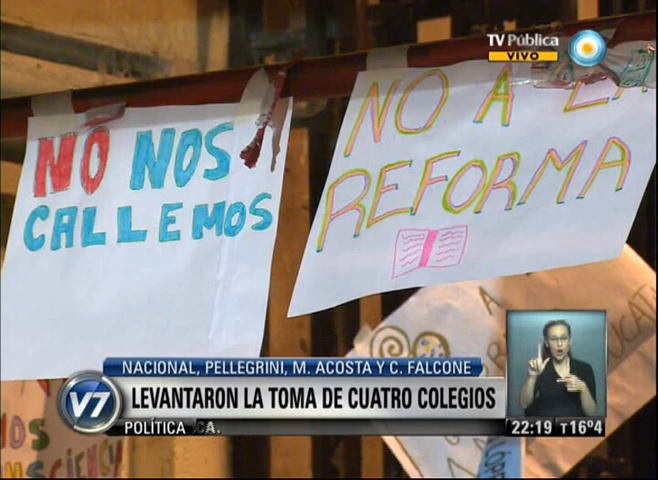 TV Pública
VIVO
NO NOS
CALLEMOS
NO A LA
REFORMA
NACIONAL, PELLEGRINI, M. ACOSTA Y C. FALCONE
V7
LEVANTARON LA TOMA DE CUATRO COLEGIOS
POLÍTICA
22:19 T16º4